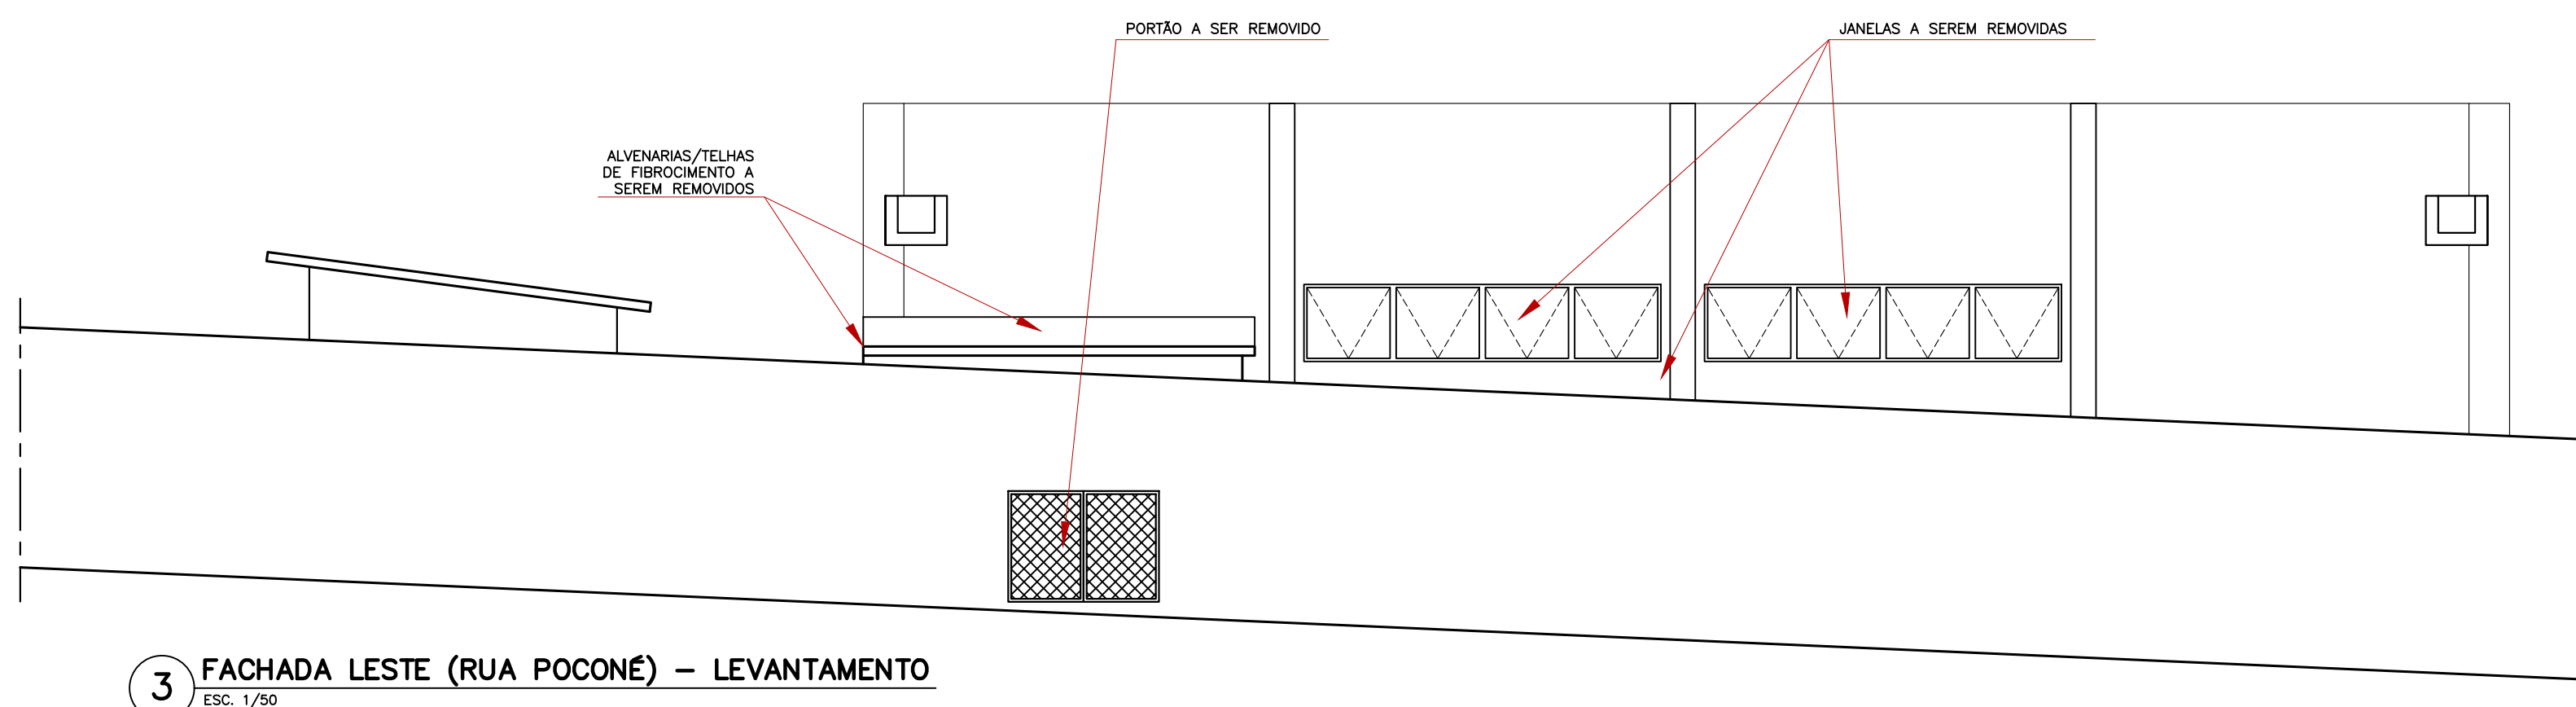 PORTÃO A SER REMOVIDO
JANELAS A SEREM REMOVIDAS
ALVENARIAS/TELHAS
DE FIBROCIMENTO A
SEREM REMOVIDOS
3
FACHADA LESTE (RUA POCONÉ) – LEVANTAMENTO
ESC. 1/50